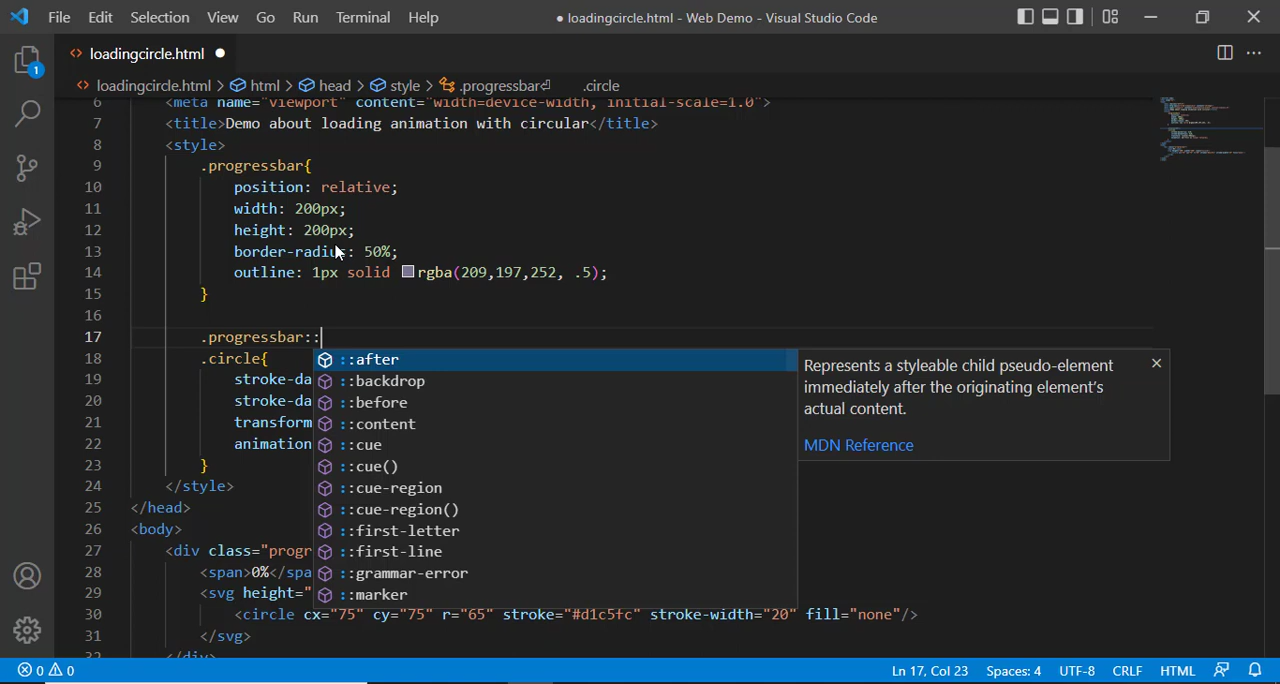 File Edit Selection View Go Run Terminal Help ● loadingcircle.html - Web Demo - Visual Studio Code
<> loadingcircle.html ●
<> loadingcircle.html > html > head > style > .progressbar⏎ .circle
1
6 <meta name="viewport" content="width=device-width, initial-scale=1.0">
7 <title>Demo about loading animation with circular</title>
8 <style>
9 .progressbar{
10 position: relative;
11 width: 200px;
12 height: 200px;
13 border-radius: 50%;
14 outline: 1px solid rgba(209,197,252, .5);
15 }
16
17 .progressbar::
18 .circle{
19 stroke-da
20 stroke-da
21 transform
22 animation
23 }
24 </style>
25 </head>
26 <body>
27 <div class="progr
28 <span>0%</spa
29 <svg height="
30 <circle cx="75" cy="75" r="65" stroke="#d1c5fc" stroke-width="20" fill="none"/>
31 </svg>
32 </div>
::after
::backdrop
::before
::content
::cue
::cue()
::cue-region
::cue-region()
::first-letter
::first-line
::grammar-error
::marker
Represents a styleable child pseudo-element
immediately after the originating element's
actual content.
MDN Reference
0 0 Ln 17, Col 23 Spaces: 4 UTF-8 CRLF HTML